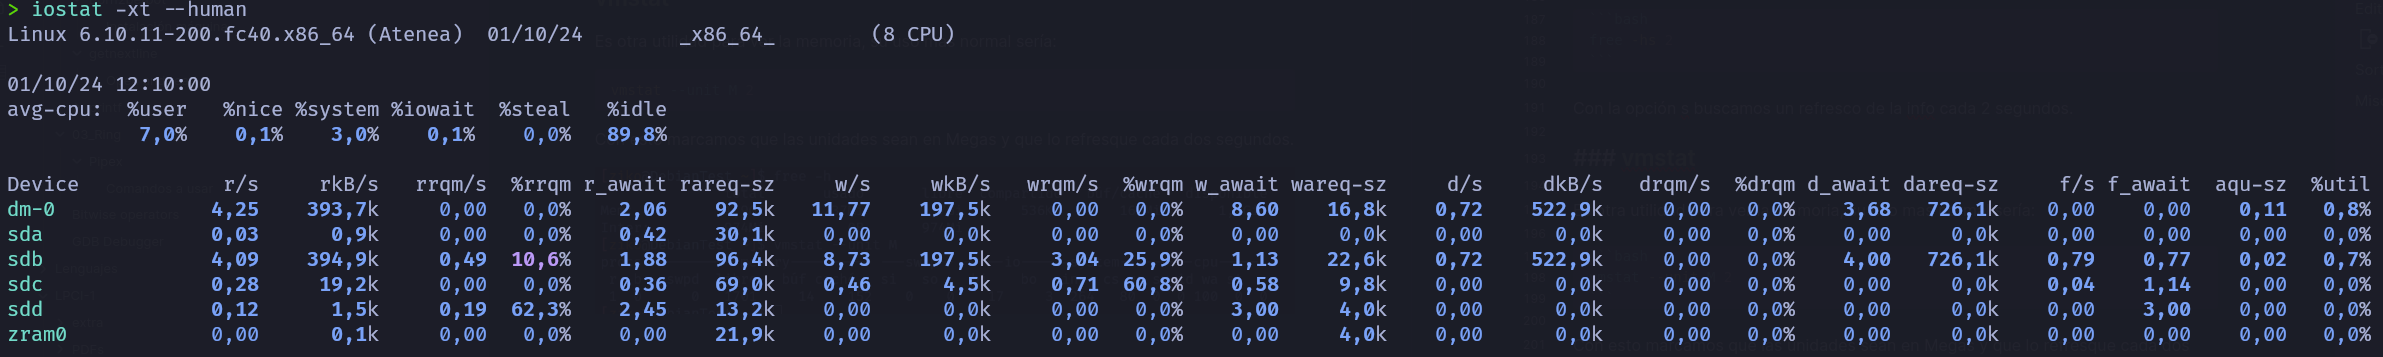 > iostat -xt --human
Linux 6.10.11-200.fc40.x86_64 (Atenea) 01/10/24 _x86_64_ (8 CPU)
01/10/24 12:10:00
avg-cpu: %user %nice %system %iowait %steal %idle
7,0% 0,1% 3,0% 0,1% 0,0% 89,8%
Device r/s rkB/s rrqm/s %rrqm r_await rareq-sz w/s wkB/s wrqm/s %wrqm w_await wareq-sz d/s dkB/s drqm/s %drqm d_await dareq-sz f/s f_await aqu-sz %util
dm-0 4,25 393,7k 0,00 0,0% 2,06 92,5k 11,77 197,5k 0,00 0,0% 8,60 16,8k 0,72 522,9k 0,00 0,0% 3,68 726,1k 0,00 0,00 0,11 0,8%
sda 0,03 0,9k 0,00 0,0% 0,42 30,1k 0,00 0,0k 0,00 0,0% 0,00 0,0k 0,00 0,0k 0,00 0,0% 0,00 0,0k 0,00 0,00 0,00 0,0%
sdb 4,09 394,9k 0,49 10,6% 1,88 96,4k 8,73 197,5k 3,04 25,9% 1,13 22,6k 0,72 522,9k 0,00 0,0% 4,00 726,1k 0,79 0,77 0,02 0,7%
sdc 0,28 19,2k 0,00 0,0% 0,36 69,0k 0,46 4,5k 0,71 60,8% 0,58 9,8k 0,00 0,0k 0,00 0,0% 0,00 0,0k 0,04 1,14 0,00 0,0%
sdd 0,12 1,5k 0,19 62,3% 2,45 13,2k 0,00 0,0k 0,00 0,0% 3,00 4,0k 0,00 0,0k 0,00 0,0% 0,00 0,0k 0,00 3,00 0,00 0,0%
zram0 0,00 0,1k 0,00 0,0% 0,00 21,9k 0,00 0,0k 0,00 0,0% 0,00 4,0k 0,00 0,0k 0,00 0,0% 0,00 0,0k 0,00 0,00 0,00 0,0%